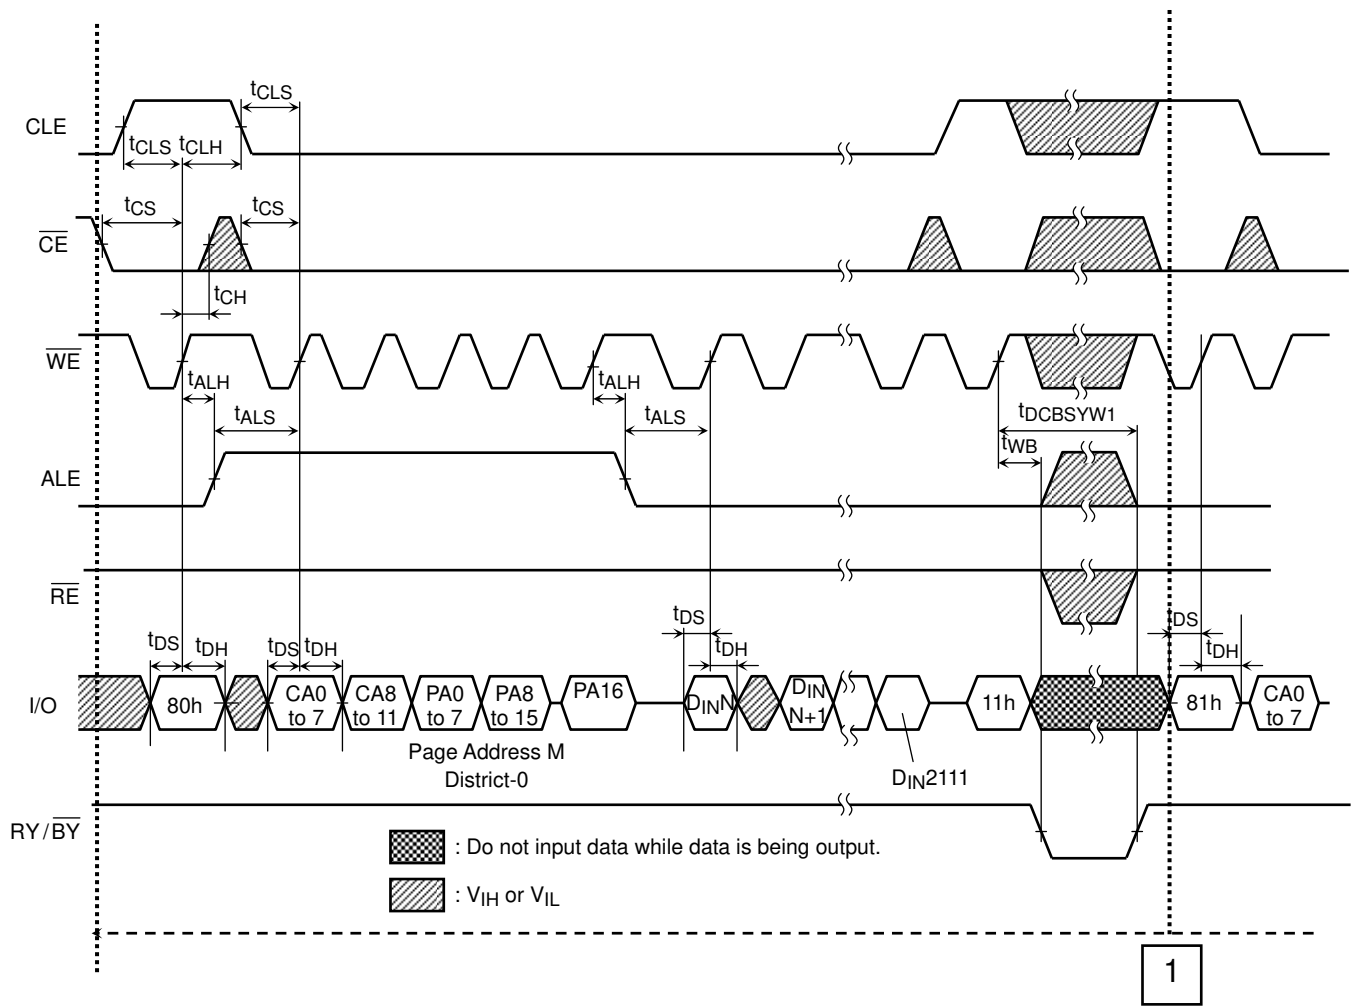 tCLS
CLE
tCLS tCLH
tCS tCS
CE
tCH
WE
tALH tALH
tALS tALS
tDCBSYW1
tWB
ALE
RE
tDS tDH tDS tDH tDS tDH DS tDH
I/O
80h
CA0
to 7
CA8
to 11
PA0
to 7
PA8
to 15
PA16
DINN
DIN
N+1
11h
81h
CA0
to 7
Page Address M
District-0
DIN2111
RY/BY
: Do not input data while data is being output.
: VIH or VIL
1